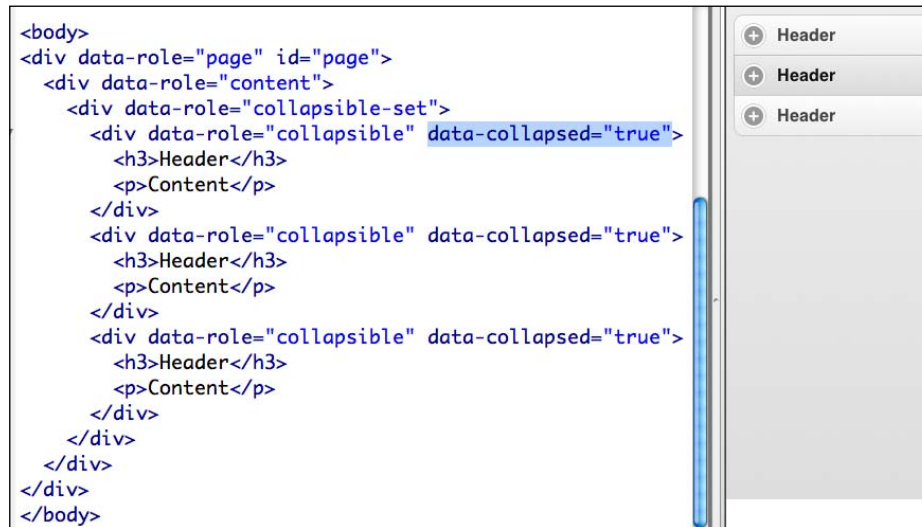 <body>
<div data-role="page" id="page">
  <div data-role="content">
    <div data-role="collapsible-set">
      <div data-role="collapsible" data-collapsed="true">
        <h3>Header</h3>
        <p>Content</p>
      </div>
      <div data-role="collapsible" data-collapsed="true">
        <h3>Header</h3>
        <p>Content</p>
      </div>
      <div data-role="collapsible" data-collapsed="true">
        <h3>Header</h3>
        <p>Content</p>
      </div>
    </div>
  </div>
</div>
</body>
Header
Header
Header